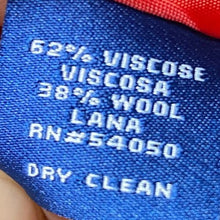 62% VISCOSE
VISCOSA
38% WOOL
LANA
RN#54050
DRY CLEAN